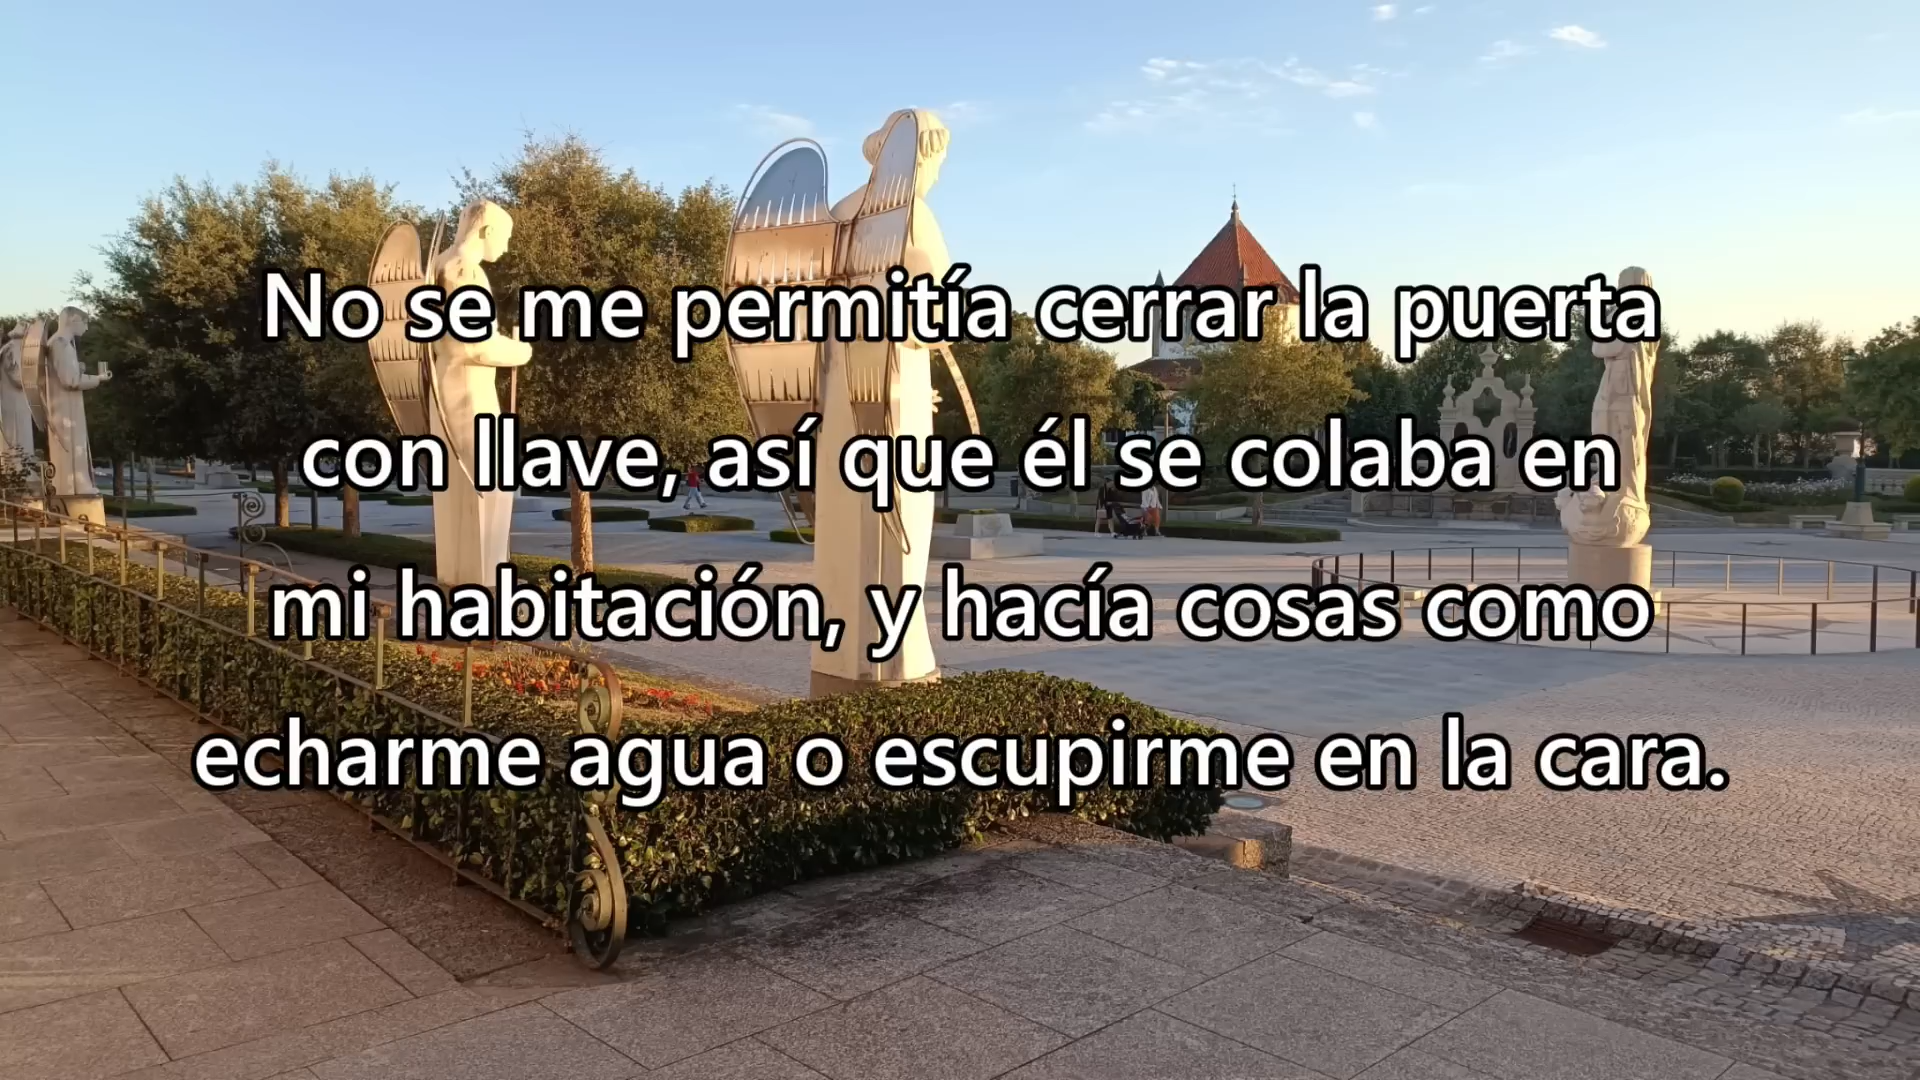 No se me permitía cerrar la puerta
con llave, así que él se colaba en
mi habitación, y hacía cosas como
echarme agua o escupirme en la cara.